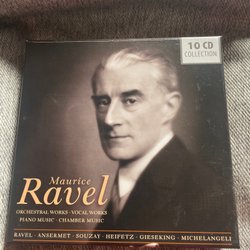 10 CD
COLLECTION
Maurice
Ravel
ORCHESTRAL WORKS · VOCAL WORKS
PIANO MUSIC · CHAMBER MUSIC
RAVEL · ANSERMET · SOUZAY · HEIFETZ · GIESEKING · MICHELANGELI